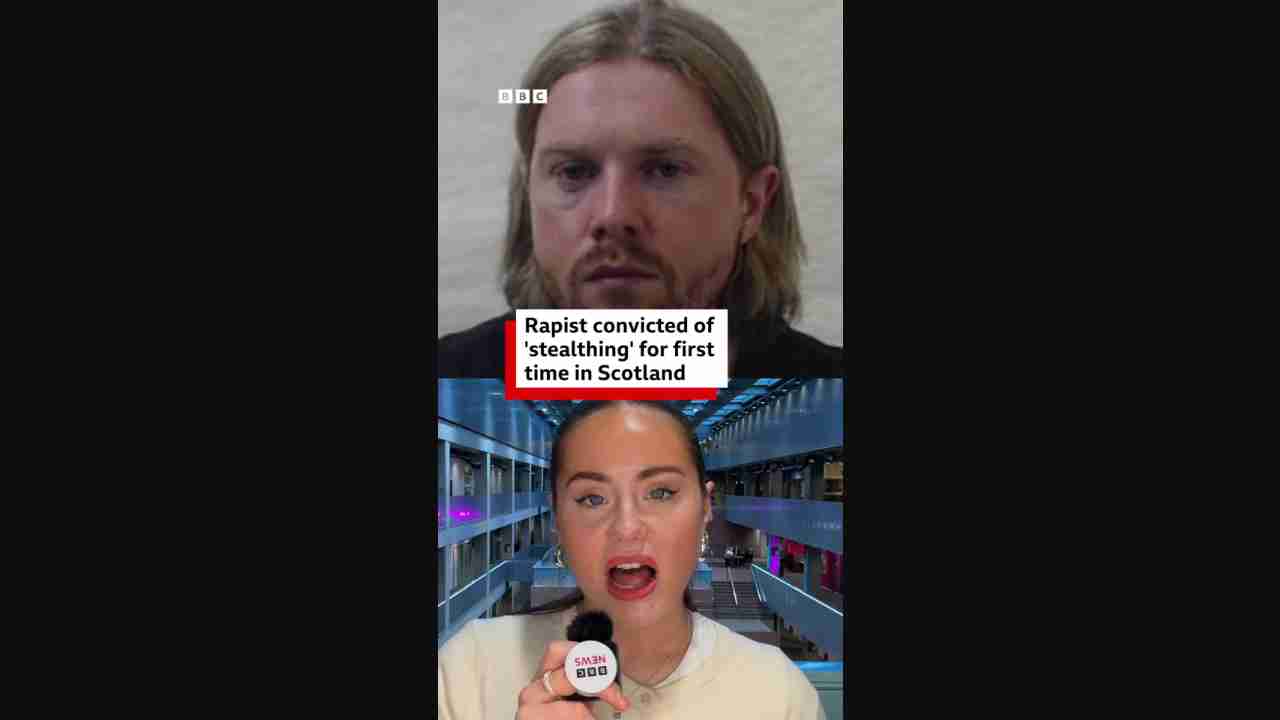 BBC
Rapist convicted of
'stealthing' for first
time in Scotland
BBC
NEWS